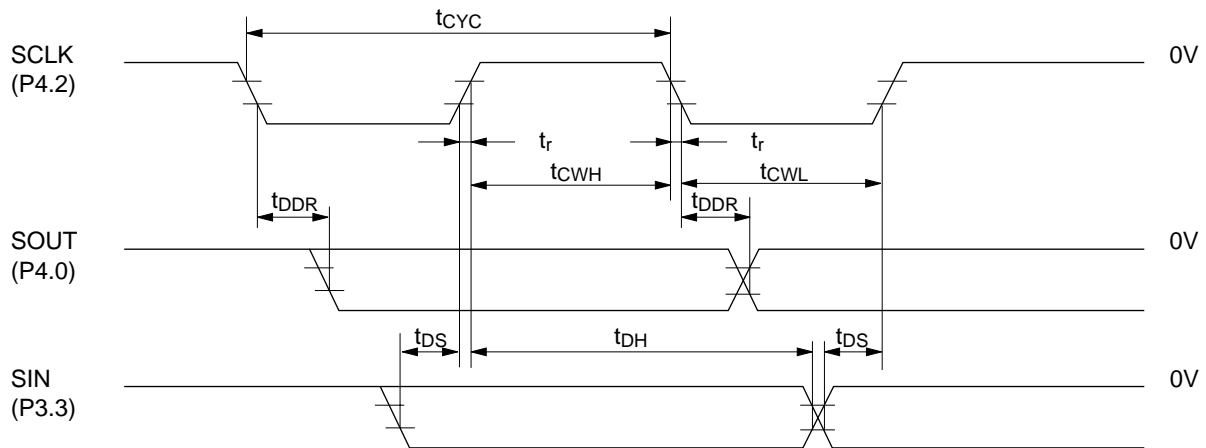 tCYC
SCLK
(P4.2)
0V
tr
tr
tCWH
tCWL
tDDR
tDDR
SOUT
(P4.0)
0V
tDS
tDH
tDS
SIN
(P3.3)
0V